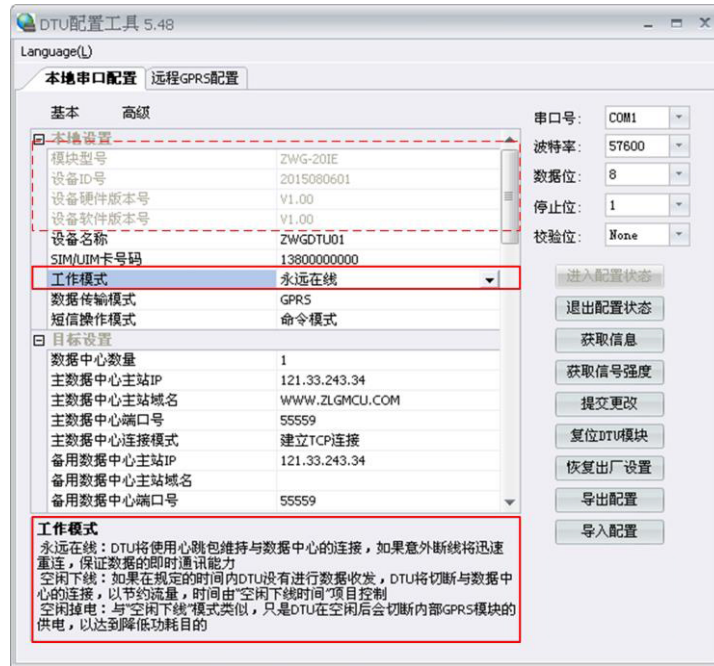 DTU配置工具 5.48
Language(L)
本地串口配置 远程GPRS配置
基本 高级
本地设置
模块型号 ZWG-20IE
设备ID号 2015080601
设备硬件版本号 V1.00
设备软件版本号 V1.00
设备名称 ZWGDTU01
SIM/UIM卡号码 13800000000
工作模式 永远在线
数据传输模式 GPRS
短信操作模式 命令模式
目标设置
数据中心数量 1
主数据中心主站IP 121.33.243.34
主数据中心主站域名 WWW.ZLGMCU.COM
主数据中心端口号 55559
主数据中心连接模式 建立TCP连接
备用数据中心主站IP 121.33.243.34
备用数据中心主站域名
备用数据中心端口号 55559
工作模式
永远在线：DTU将使用心跳包维持与数据中心的连接，如果意外断线将迅速
重连，保证数据的即时通讯能力
空闲下线：如果在规定的时间内DTU没有进行数据收发，DTU将切断与数据中
心的连接，以节约流量，时间由"空闲下线时间"项目控制
空闲掉电：与"空闲下线"模式类似，只是DTU在空闲后会切断内部GPRS模块的
供电，以达到降低功耗目的
串口号: COM1
波特率: 57600
数据位: 8
停止位: 1
校验位: None
进入配置状态
退出配置状态
获取信息
获取信号强度
提交更改
复位DTU模块
恢复出厂设置
导出配置
导入配置